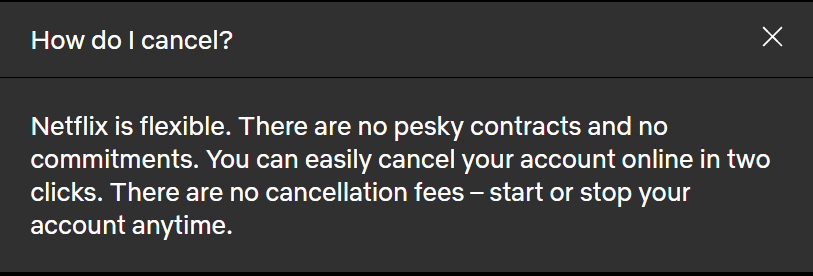 How do I cancel?
Netflix is flexible. There are no pesky contracts and no
commitments. You can easily cancel your account online in two
clicks. There are no cancellation fees – start or stop your
account anytime.